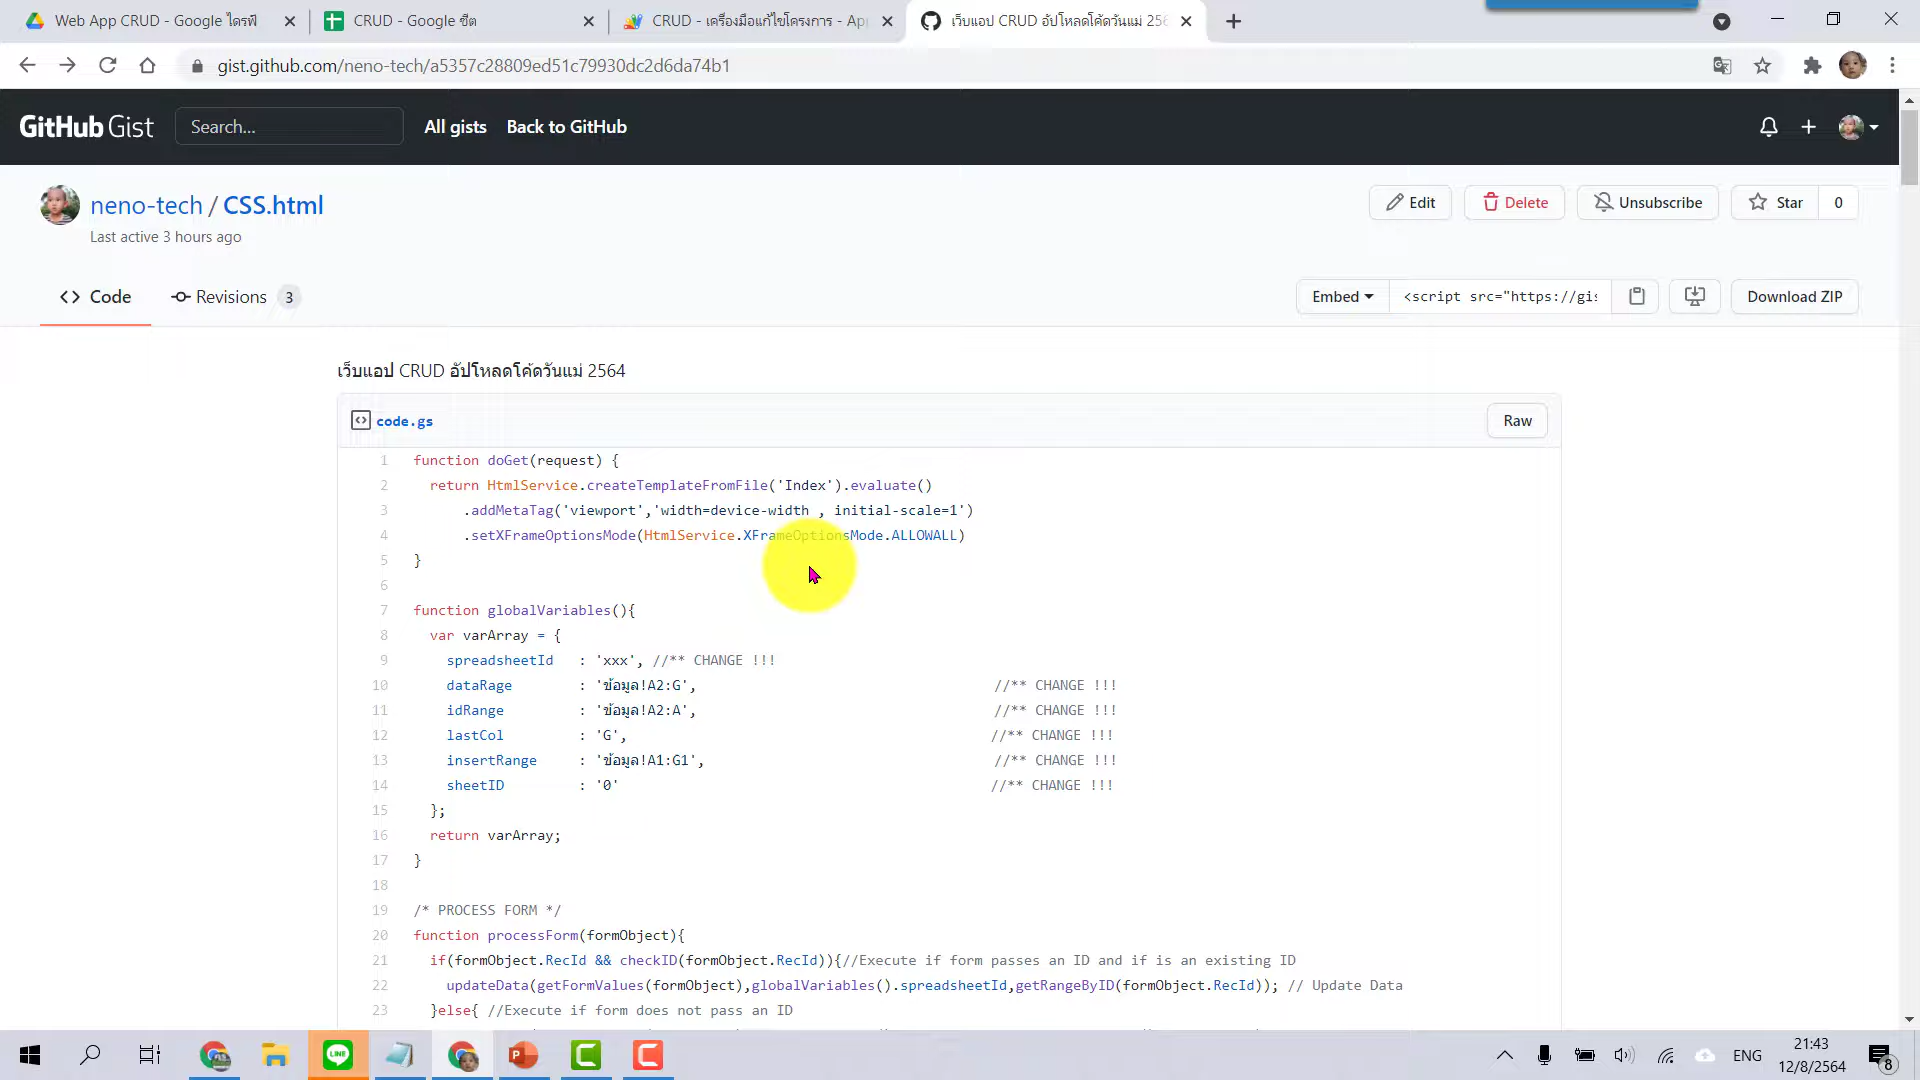 Web App CRUD - Google ไดรฟ์
CRUD - Google ชีต
CRUD - เครื่องมือแก้ไขโครงการ - Ap
เว็บแอป CRUD อัปโหลดโค้ดวันแม่ 256
gist.github.com/neno-tech/a5357c28809ed51c79930dc2d6da74b1
GitHub Gist
Search...
All gists
Back to GitHub
neno-tech / CSS.html
Last active 3 hours ago
Edit
Delete
Unsubscribe
Star
0
Code
Revisions 3
Embed
<script src="https://gis
Download ZIP
เว็บแอป CRUD อัปโหลดโค้ดวันแม่ 2564
code.gs
Raw
1 function doGet(request) {
2 return HtmlService.createTemplateFromFile('Index').evaluate()
3 .addMetaTag('viewport','width=device-width , initial-scale=1')
4 .setXFrameOptionsMode(HtmlService.XFrameOptionsMode.ALLOWALL)
5 }
6
7 function globalVariables(){
8 var varArray = {
9 spreadsheetId : 'xxx', //** CHANGE !!!
10 dataRage : 'ข้อมูล!A2:G', //** CHANGE !!!
11 idRange : 'ข้อมูล!A2:A', //** CHANGE !!!
12 lastCol : 'G', //** CHANGE !!!
13 insertRange : 'ข้อมูล!A1:G1', //** CHANGE !!!
14 sheetID : '0' //** CHANGE !!!
15 };
16 return varArray;
17 }
18
19 /* PROCESS FORM */
20 function processForm(formObject){
21 if(formObject.RecId && checkID(formObject.RecId)){//Execute if form passes an ID and if is an existing ID
22 updateData(getFormValues(formObject),globalVariables().spreadsheetId,getRangeByID(formObject.RecId)); // Update Data
23 }else{ //Execute if form does not pass an ID
LINE
ENG
21:43
12/8/2564
8